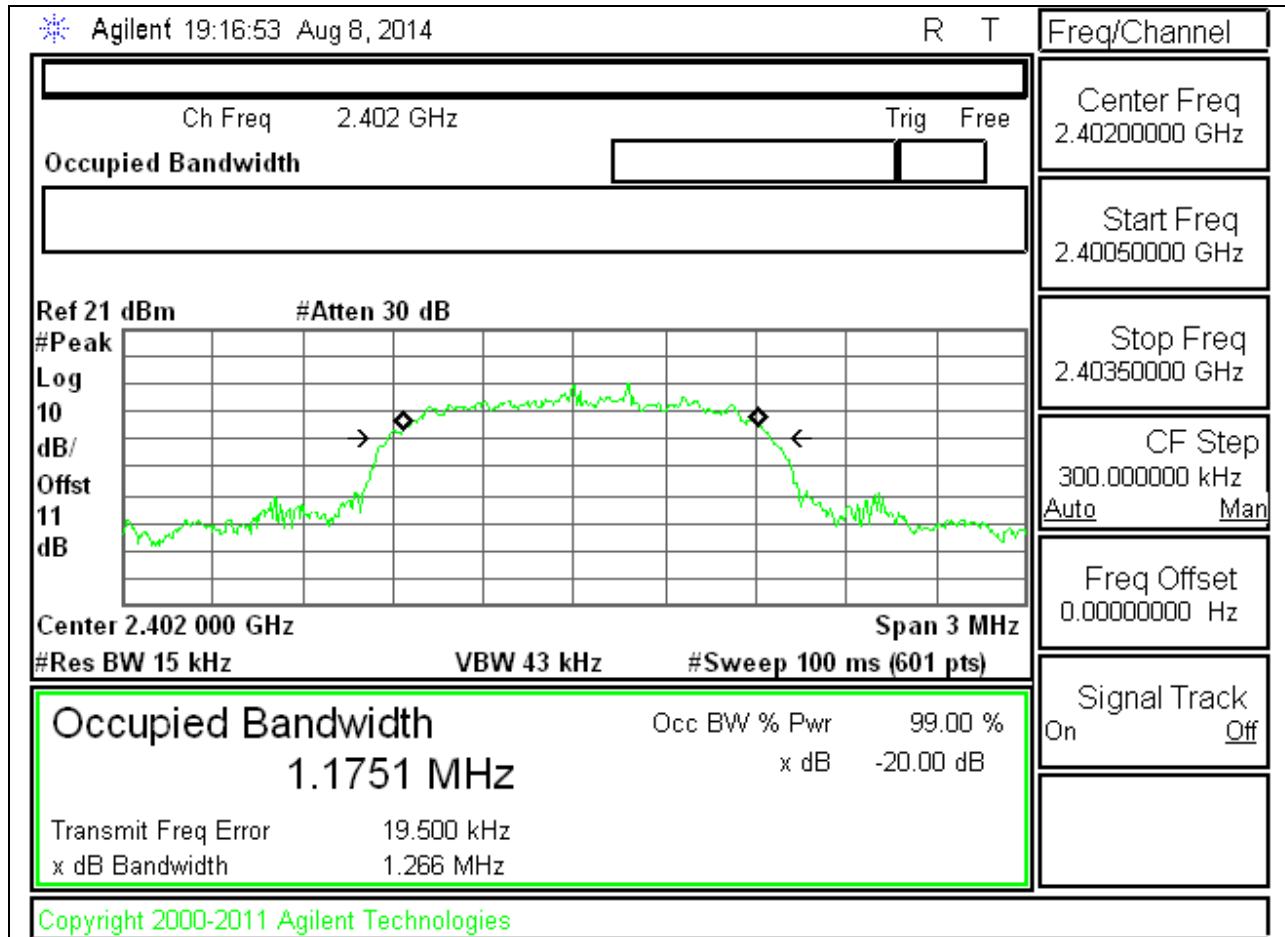 Agilent 19:16:53 Aug 8, 2014 R T
Ch Freq 2.402 GHz Trig Free
Occupied Bandwidth
Ref 21 dBm #Atten 30 dB
#Peak
Log
10
dB/
Offst
11
dB
Center 2.402 000 GHz Span 3 MHz
#Res BW 15 kHz VBW 43 kHz #Sweep 100 ms (601 pts)
Occupied Bandwidth Occ BW % Pwr 99.00 %
1.1751 MHz x dB -20.00 dB
Transmit Freq Error 19.500 kHz
x dB Bandwidth 1.266 MHz
Copyright 2000-2011 Agilent Technologies
Freq/Channel
Center Freq
2.40200000 GHz
Start Freq
2.40050000 GHz
Stop Freq
2.40350000 GHz
CF Step
300.000000 kHz
Auto Man
Freq Offset
0.00000000 Hz
Signal Track
On Off